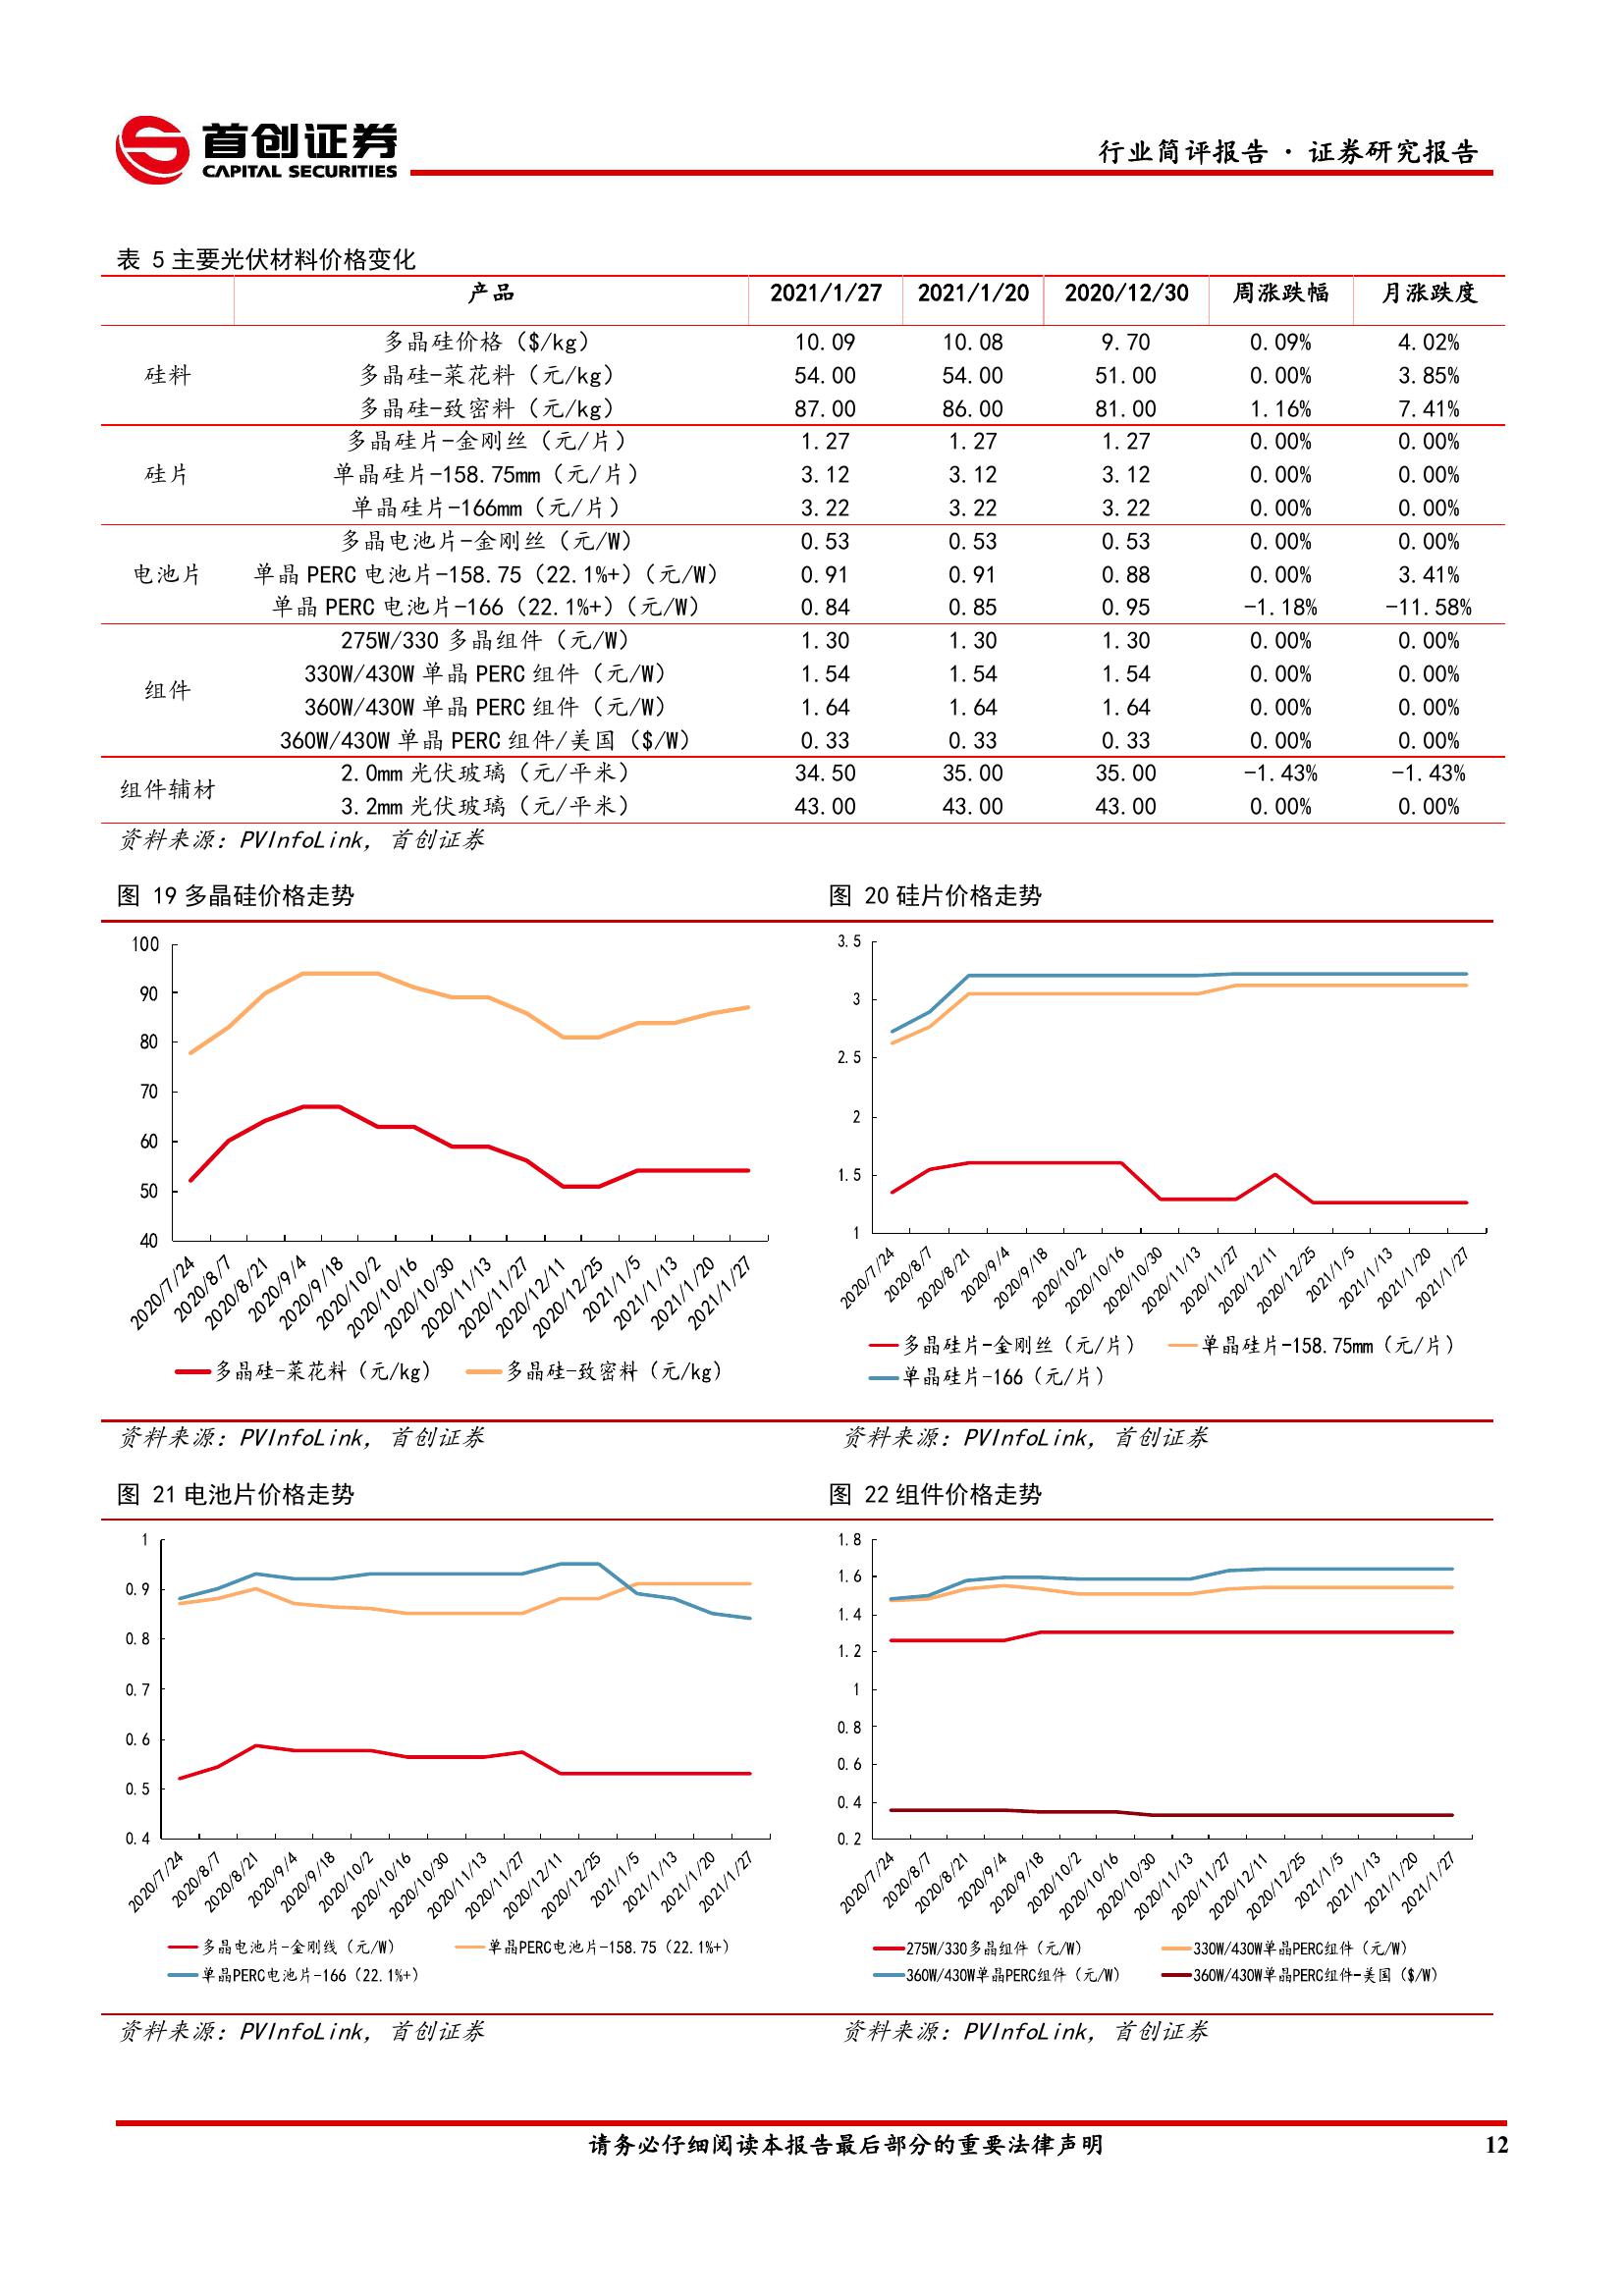 首创证券
CAPITAL SECURITIES
行业简评报告·证券研究报告
表 5 主要光伏材料价格变化
产品 2021/1/27 2021/1/20 2020/12/30 周涨跌幅 月涨跌度
硅料
多晶硅价格（$/kg） 10.09 10.08 9.70 0.09% 4.02%
多晶硅-菜花料（元/kg） 54.00 54.00 51.00 0.00% 3.85%
多晶硅-致密料（元/kg） 87.00 86.00 81.00 1.16% 7.41%
硅片
多晶硅片-金刚丝（元/片） 1.27 1.27 1.27 0.00% 0.00%
单晶硅片-158.75mm（元/片） 3.12 3.12 3.12 0.00% 0.00%
单晶硅片-166mm（元/片） 3.22 3.22 3.22 0.00% 0.00%
电池片
多晶电池片-金刚丝（元/W） 0.53 0.53 0.53 0.00% 0.00%
单晶 PERC 电池片-158.75（22.1%+）（元/W） 0.91 0.91 0.88 0.00% 3.41%
单晶 PERC 电池片-166（22.1%+）（元/W） 0.84 0.85 0.95 -1.18% -11.58%
组件
275W/330 多晶组件（元/W） 1.30 1.30 1.30 0.00% 0.00%
330W/430W 单晶 PERC 组件（元/W） 1.54 1.54 1.54 0.00% 0.00%
360W/430W 单晶 PERC 组件（元/W） 1.64 1.64 1.64 0.00% 0.00%
360W/430W 单晶 PERC 组件/美国（$/W） 0.33 0.33 0.33 0.00% 0.00%
组件辅材
2.0mm 光伏玻璃（元/平米） 34.50 35.00 35.00 -1.43% -1.43%
3.2mm 光伏玻璃（元/平米） 43.00 43.00 43.00 0.00% 0.00%
资料来源：PVInfoLink，首创证券
图 19 多晶硅价格走势
100
90
80
70
60
50
40
2020/7/24 2020/8/7 2020/8/21 2020/9/4 2020/9/18 2020/10/2 2020/10/16 2020/10/30 2020/11/13 2020/11/27 2020/12/11 2020/12/25 2021/1/5 2021/1/13 2021/1/20 2021/1/27
多晶硅-菜花料（元/kg） 多晶硅-致密料（元/kg）
资料来源：PVInfoLink，首创证券
图 20 硅片价格走势
3.5
3
2.5
2
1.5
1
2020/7/24 2020/8/7 2020/8/21 2020/9/4 2020/9/18 2020/10/2 2020/10/16 2020/10/30 2020/11/13 2020/11/27 2020/12/11 2020/12/25 2021/1/5 2021/1/13 2021/1/20 2021/1/27
多晶硅片-金刚丝（元/片） 单晶硅片-158.75mm（元/片）
单晶硅片-166（元/片）
资料来源：PVInfoLink，首创证券
图 21 电池片价格走势
1
0.9
0.8
0.7
0.6
0.5
0.4
2020/7/24 2020/8/7 2020/8/21 2020/9/4 2020/9/18 2020/10/2 2020/10/16 2020/10/30 2020/11/13 2020/11/27 2020/12/11 2020/12/25 2021/1/5 2021/1/13 2021/1/20 2021/1/27
多晶电池片-金刚线（元/W） 单晶PERC电池片-158.75（22.1%+）
单晶PERC电池片-166（22.1%+）
资料来源：PVInfoLink，首创证券
图 22 组件价格走势
1.8
1.6
1.4
1.2
1
0.8
0.6
0.4
0.2
2020/7/24 2020/8/7 2020/8/21 2020/9/4 2020/9/18 2020/10/2 2020/10/16 2020/10/30 2020/11/13 2020/11/27 2020/12/11 2020/12/25 2021/1/5 2021/1/13 2021/1/20 2021/1/27
275W/330多晶组件（元/W） 330W/430W单晶PERC组件（元/W）
360W/430W单晶PERC组件（元/W） 360W/430W单晶PERC组件-美国（$/W）
资料来源：PVInfoLink，首创证券
请务必仔细阅读本报告最后部分的重要法律声明
12